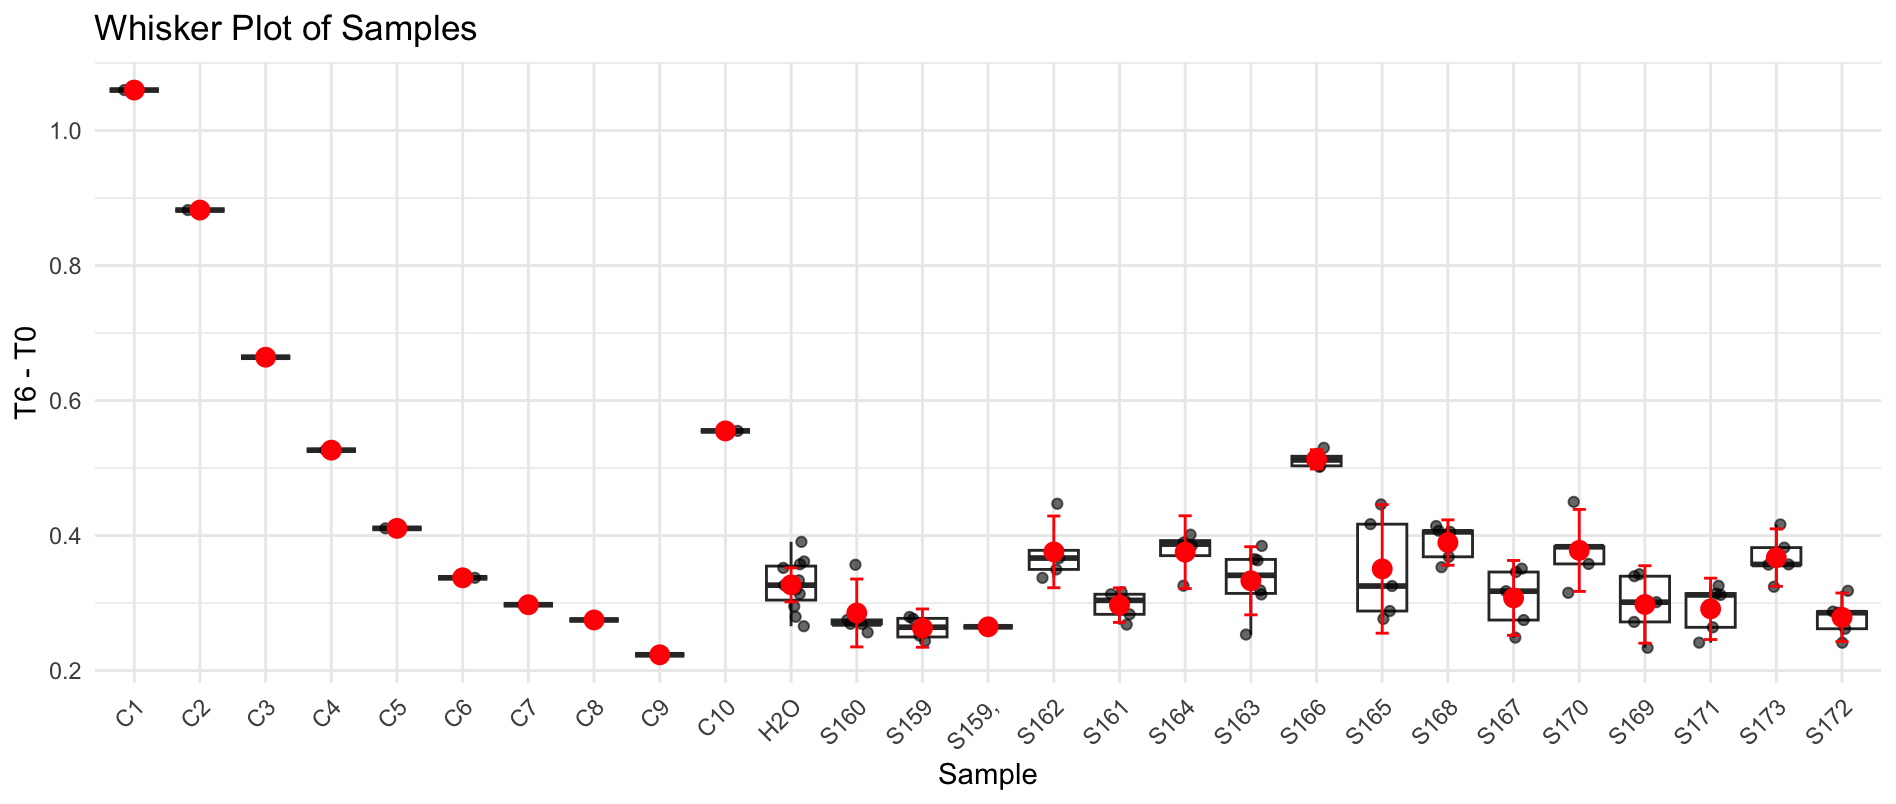 Whisker Plot of Samples
T6 - T0
1.0
0.8
0.6
0.4
0.2
C1
C2
C3
C4
C5
C6
C7
C8
C9
C10
H2O
S160
S159
S159,
S162
S161
S164
S163
S166
S165
S168
S167
S170
S169
S171
S173
S172
Sample